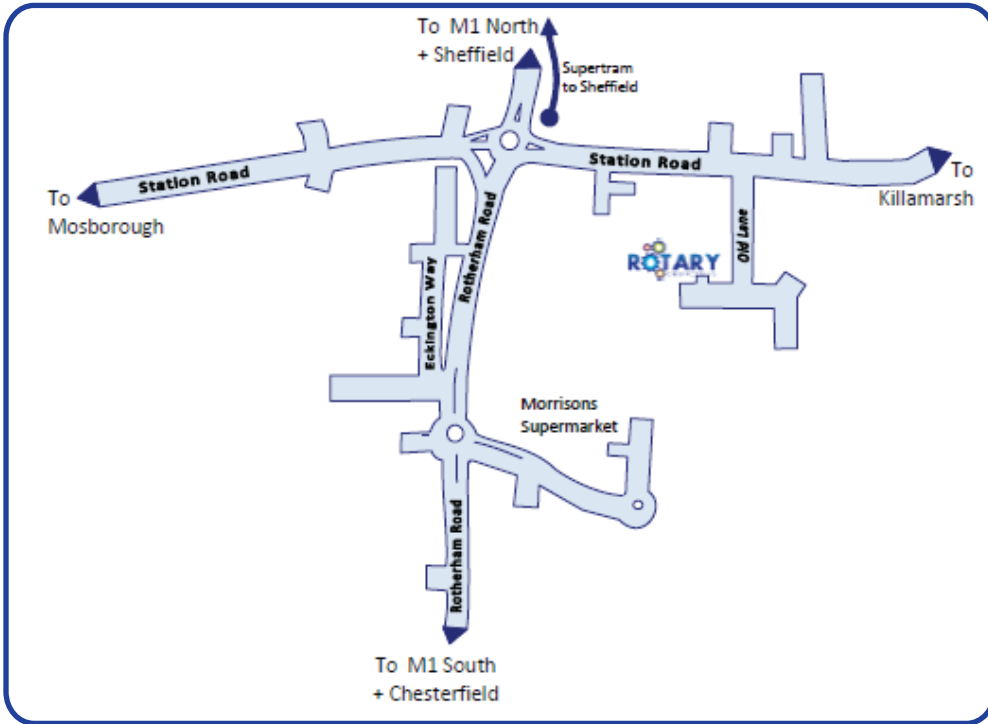 To M1 North
+ Sheffield
Supertram
to Sheffield
Station Road
Station Road
To
Killamarsh
To
Mosborough
Rotherham Road
Old Lane
ROTARY
Eckington Way
Morrisons
Supermarket
Rotherham Road
To M1 South
+ Chesterfield